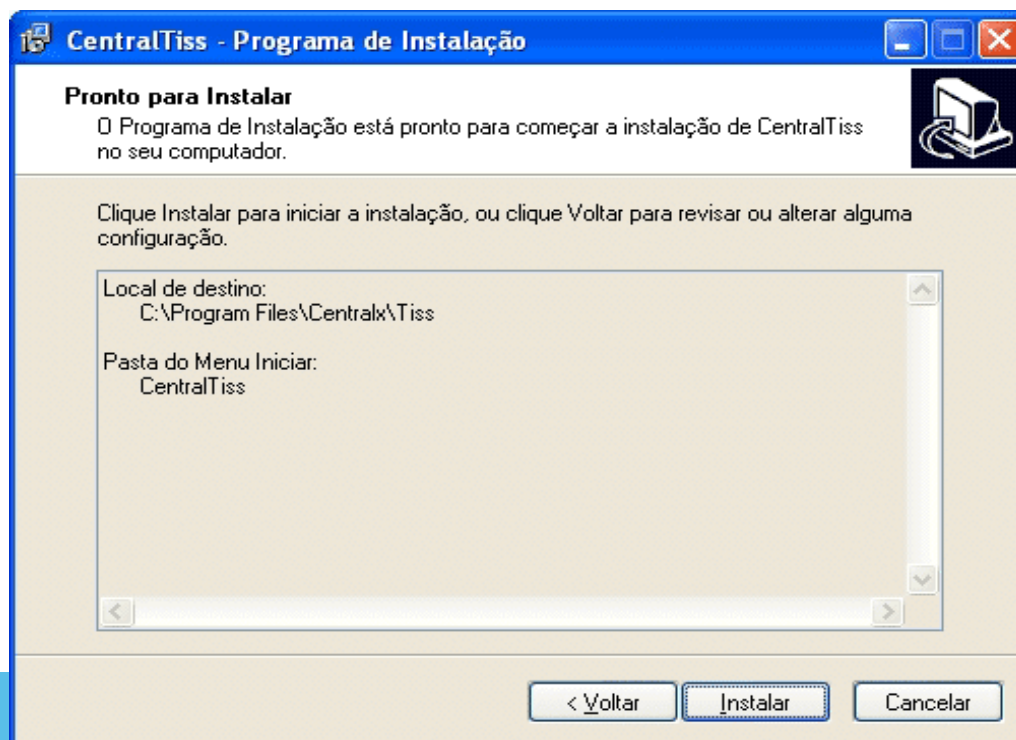 CentralTiss - Programa de Instalação
Pronto para Instalar
O Programa de Instalação está pronto para começar a instalação de CentralTiss
no seu computador.
Clique Instalar para iniciar a instalação, ou clique Voltar para revisar ou alterar alguma
configuração.
Local de destino:
C:\Program Files\Centralx\Tiss
Pasta do Menu Iniciar:
CentralTiss
< Voltar
Instalar
Cancelar